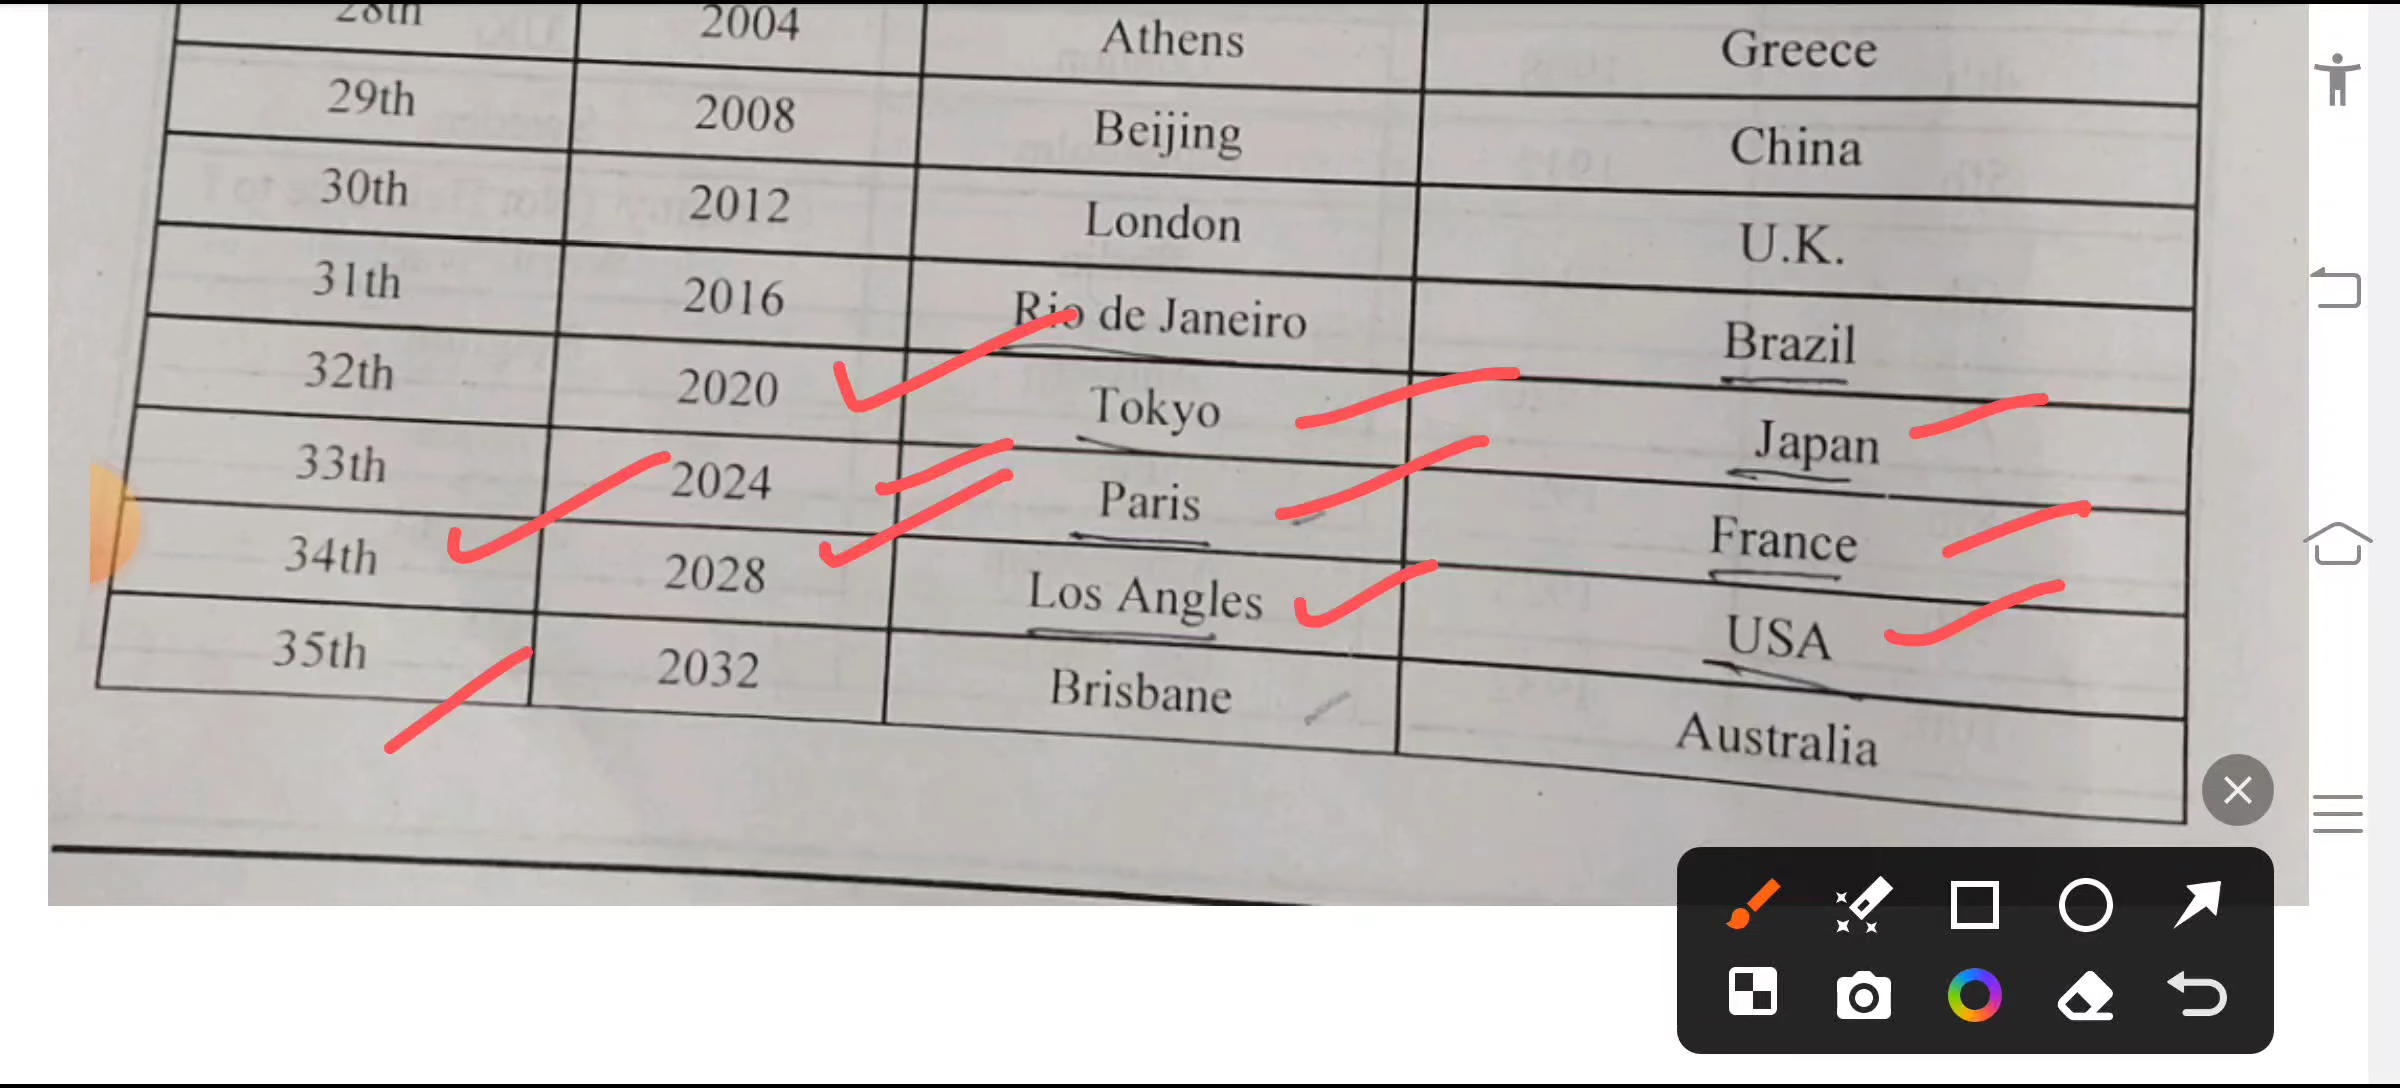 28th 2004 Athens Greece
29th 2008 Beijing China
30th 2012 London U.K.
31th 2016 Rio de Janeiro Brazil
32th 2020 Tokyo Japan
33th 2024 Paris France
34th 2028 Los Angles USA
35th 2032 Brisbane Australia